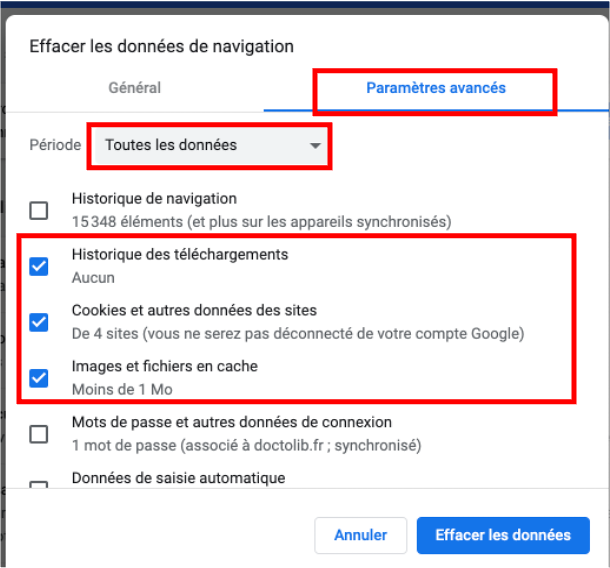 Effacer les données de navigation
Général
Paramètres avancés
Période
Toutes les données
Historique de navigation
15 348 éléments (et plus sur les appareils synchronisés)
Historique des téléchargements
Aucun
Cookies et autres données des sites
De 4 sites (vous ne serez pas déconnecté de votre compte Google)
Images et fichiers en cache
Moins de 1 Mo
Mots de passe et autres données de connexion
1 mot de passe (associé à doctolib.fr ; synchronisé)
Données de saisie automatique
Annuler
Effacer les données